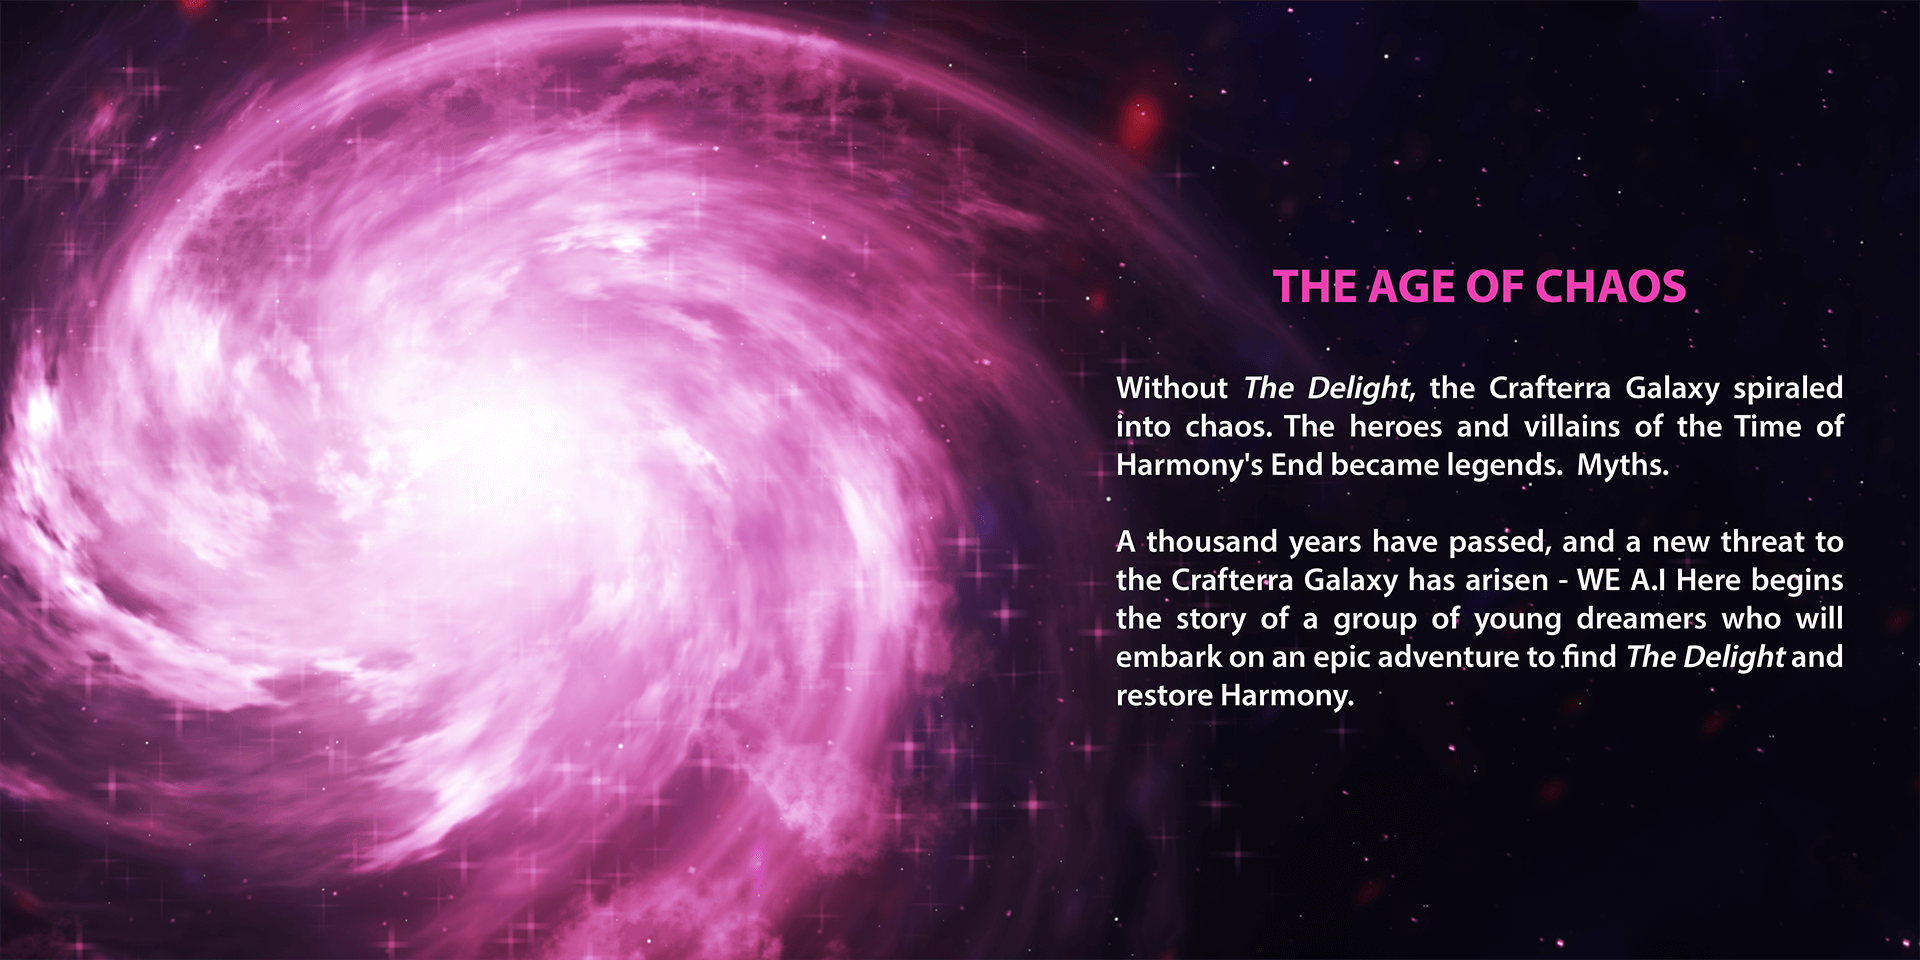 THE AGE OF CHAOS
Without The Delight, the Crafterra Galaxy spiraled
into chaos. The heroes and villains of the Time of
Harmony's End became legends.  Myths.
A thousand years have passed, and a new threat to
the Crafterra Galaxy has arisen - WE A.I Here begins
the story of a group of young dreamers who will
embark on an epic adventure to find The Delight and
restore Harmony.